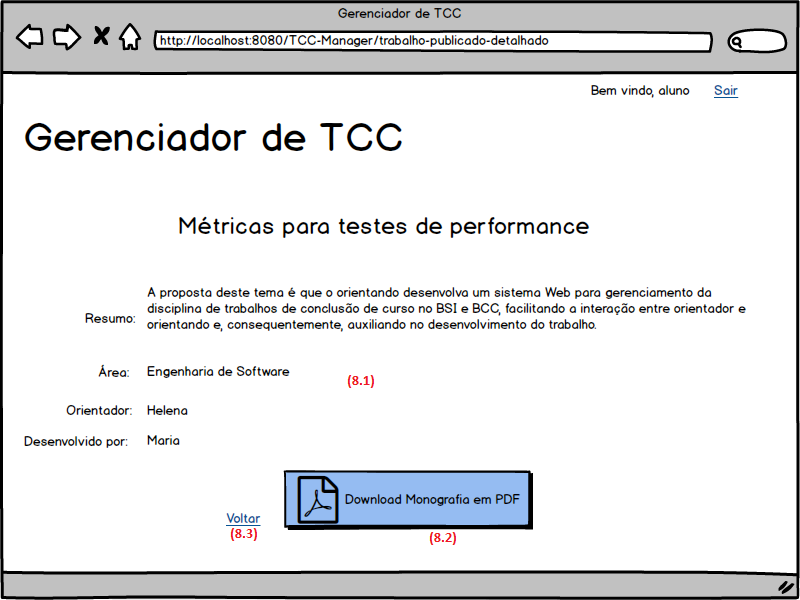 Gerenciador de TCC
http://localhost:8080/TCC-Manager/trabalho-publicado-detalhado
Bem vindo, aluno Sair
Gerenciador de TCC
Métricas para testes de performance
A proposta deste tema é que o orientando desenvolva um sistema Web para gerenciamento da
disciplina de trabalhos de conclusão de curso no BSI e BCC, facilitando a interação entre orientador e
Resumo:
orientando e, consequentemente, auxiliando no desenvolvimento do trabalho.
Área: Engenharia de Software
(8.1)
Orientador: Helena
Desenvolvido por: Maria
Download Monografia em PDF
Voltar
(8.3)
(8.2)